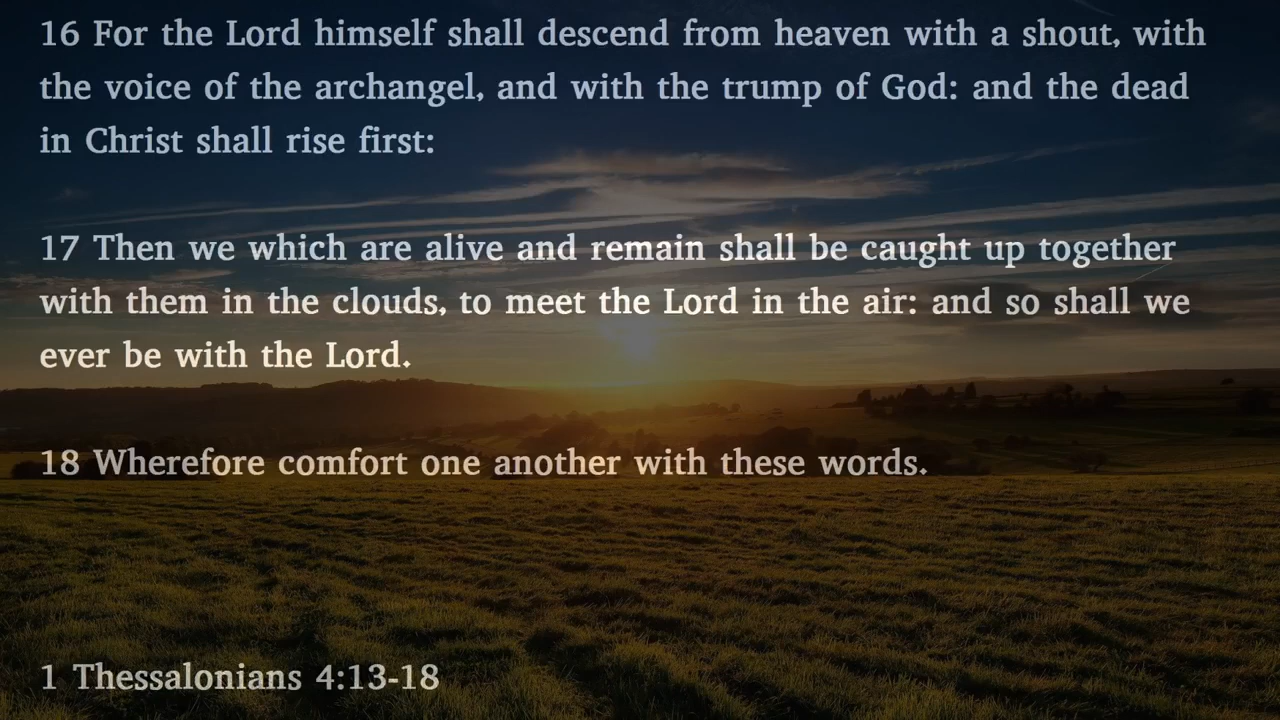 16 For the Lord himself shall descend from heaven with a shout, with
the voice of the archangel, and with the trump of God: and the dead
in Christ shall rise first:
17 Then we which are alive and remain shall be caught up together
with them in the clouds, to meet the Lord in the air: and so shall we
ever be with the Lord.
18 Wherefore comfort one another with these words.
1 Thessalonians 4:13-18